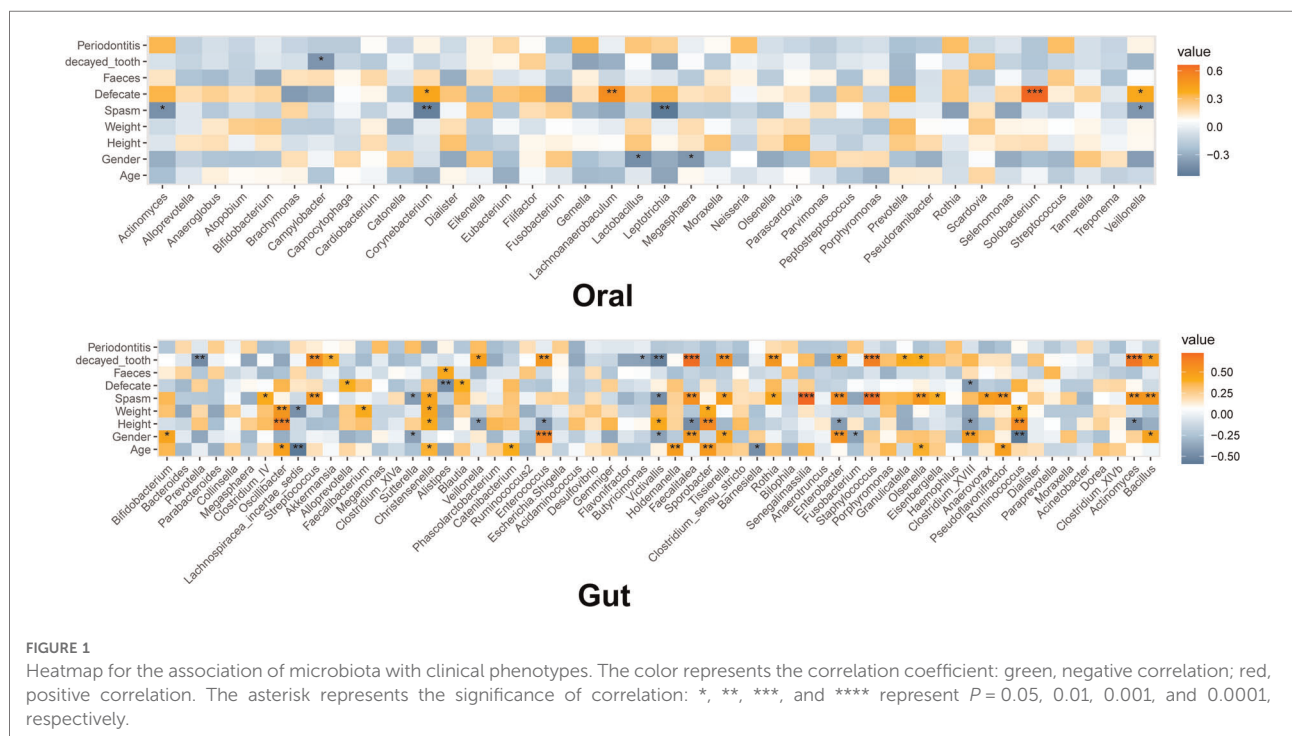 Periodontitis
decayed_tooth
Faeces
Defecate
Spasm
Weight
Height
Gender
Age
*
*
**
***
*
*
**
**
*
*
*
value
0.6
0.3
0.0
−0.3
Actinomyces
Alloprevotella
Anaeroglobus
Atopobium
Bifidobacterium
Brachymonas
Campylobacter
Capnocytophaga
Cardiobacterium
Catonella
Corynebacterium
Dialister
Eikenella
Eubacterium
Filifactor
Fusobacterium
Gemella
Lachnoanaerobaculum
Lactobacillus
Leptotrichia
Megasphaera
Moraxella
Neisseria
Olsenella
Parascardovia
Parvimonas
Peptostreptococcus
Porphyromonas
Prevotella
Pseudoramibacter
Rothia
Scardovia
Selenomonas
Solobacterium
Streptococcus
Tannerella
Treponema
Veillonella
Oral
Periodontitis
decayed_tooth
Faeces
Defecate
Spasm
Weight
Height
Gender
Age
value
0.50
0.25
0.00
−0.25
−0.50
Bifidobacterium
Bacteroides
Prevotella
Parabacteroides
Collinsella
Megasphaera
Clostridium_IV
Oscillibacter
Lachnospiracea_incertae_sedis
Streptococcus
Akkermansia
Alloprevotella
Faecalibacterium
Megamonas
Clostridium_XIVa
Sutterella
Christensenella
Alistipes
Blautia
Veillonella
Phascolarctobacterium
Catenibacterium
Ruminococcus2
Enterococcus
Escherichia.Shigella
Acidaminococcus
Desulfovibrio
Gemmiger
Flavonifractor
Butyricimonas
Victivallis
Holdemanella
Faecalitalea
Sporobacter
Tissierella
Clostridium_sensu_stricto
Barnesiella
Rothia
Bilophila
Senegalimassilia
Anaerotruncus
Enterobacter
Fusobacterium
Staphylococcus
Porphyromonas
Granulicatella
Olsenella
Eisenbergiella
Haemophilus
Clostridium_XVIII
Anaerovorax
Pseudoflavonifractor
Ruminococcus
Dialister
Paraprevotella
Moraxella
Acinetobacter
Dorea
Clostridium_XIVb
Actinomyces
Bacillus
Gut
FIGURE 1
Heatmap for the association of microbiota with clinical phenotypes. The color represents the correlation coefficient: green, negative correlation; red,
positive correlation. The asterisk represents the significance of correlation: *, **, ***, and **** represent P = 0.05, 0.01, 0.001, and 0.0001,
respectively.